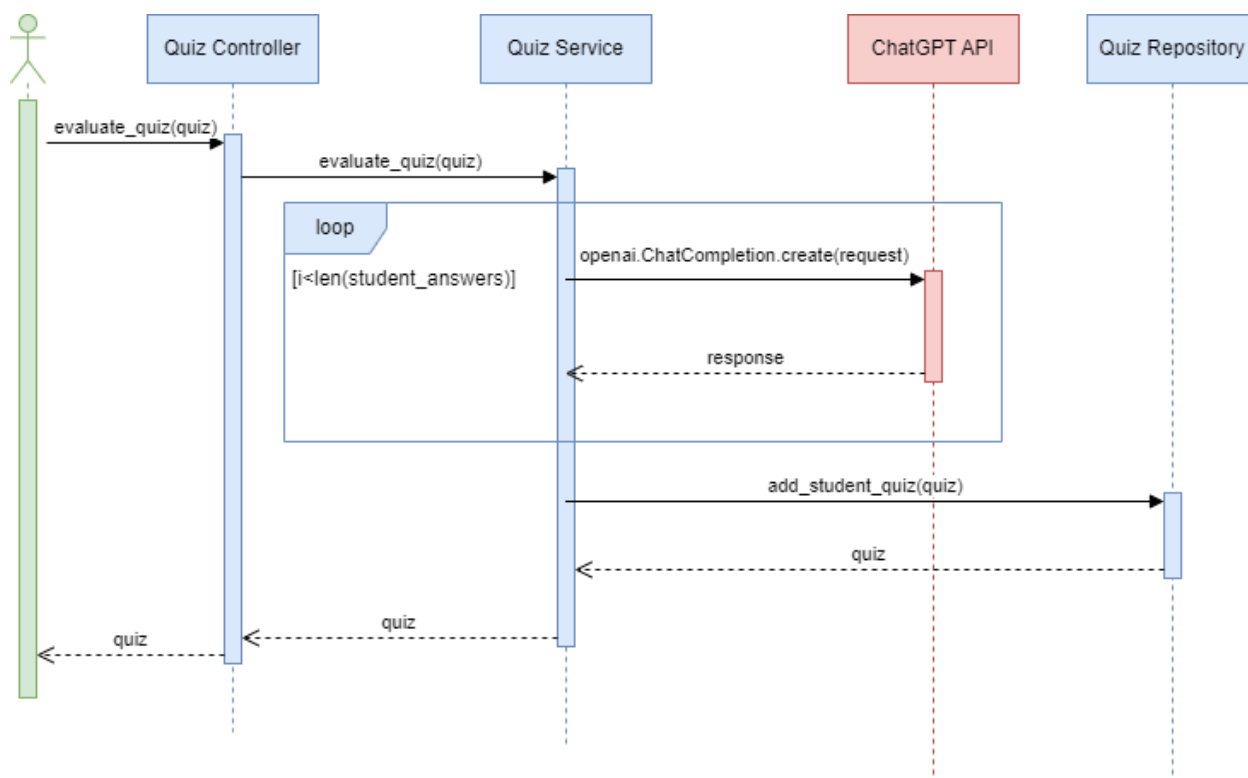 Quiz Controller
Quiz Service
ChatGPT API
Quiz Repository
evaluate_quiz(quiz)
evaluate_quiz(quiz)
loop
[i<len(student_answers)]
openai.ChatCompletion.create(request)
response
add_student_quiz(quiz)
quiz
quiz
quiz